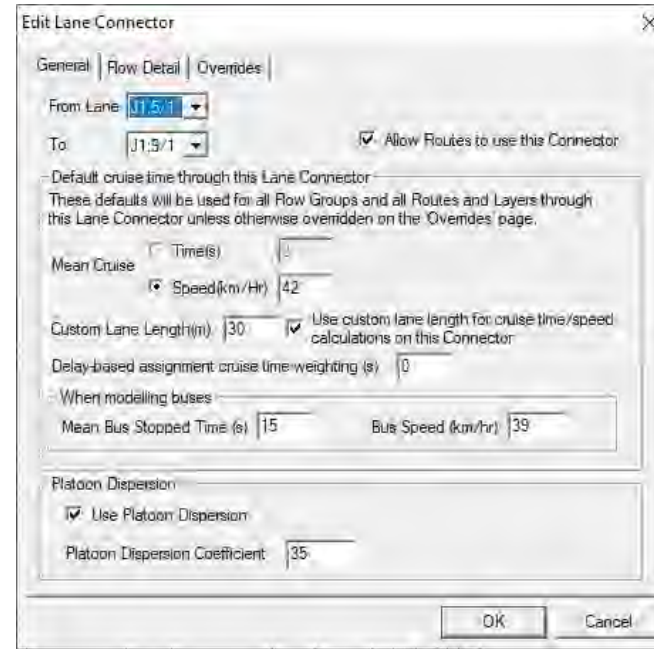 Edit Lane Connector
General Row Detail Overrides
From Lane J1:5/1
To J1:9/1 Allow Routes to use this Connector
Default cruise time through this Lane Connector
These defaults will be used for all Row Groups and all Routes and Layers through
this Lane Connector unless otherwise overridden on the 'Overrides' page.
Time(s)
Mean Cruise
Speed(km/Hr) 42
Custom Lane Length(m) 30 Use custom lane length for cruise time/speed
calculations on this Connector
Delay-based assignment cruise time weighting (s) 0
When modelling buses
Mean Bus Stopped Time (s) 15 Bus Speed (km/hr) 39
Platoon Dispersion
Use Platoon Dispersion
Platoon Dispersion Coefficient 35
OK Cancel